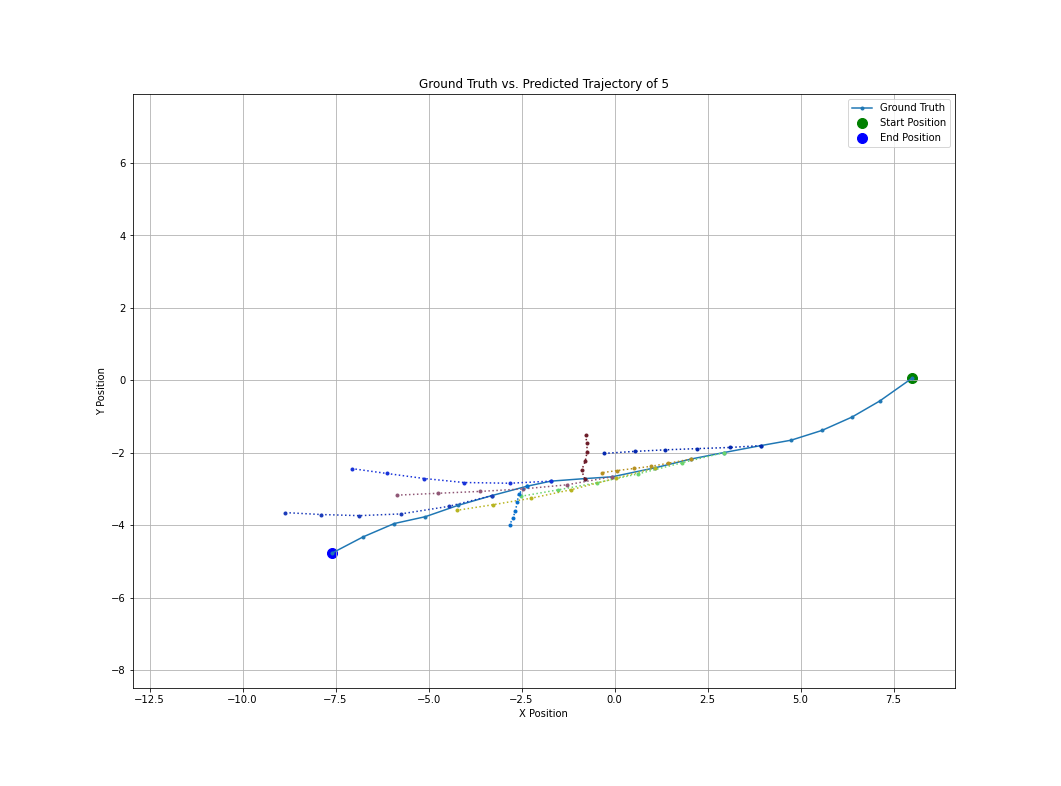 Ground Truth vs. Predicted Trajectory of 5
Ground Truth
Start Position
End Position
6
4
2
0
−2
−4
−6
−8
Y Position
−12.5 −10.0 −7.5 −5.0 −2.5 0.0 2.5 5.0 7.5
X Position